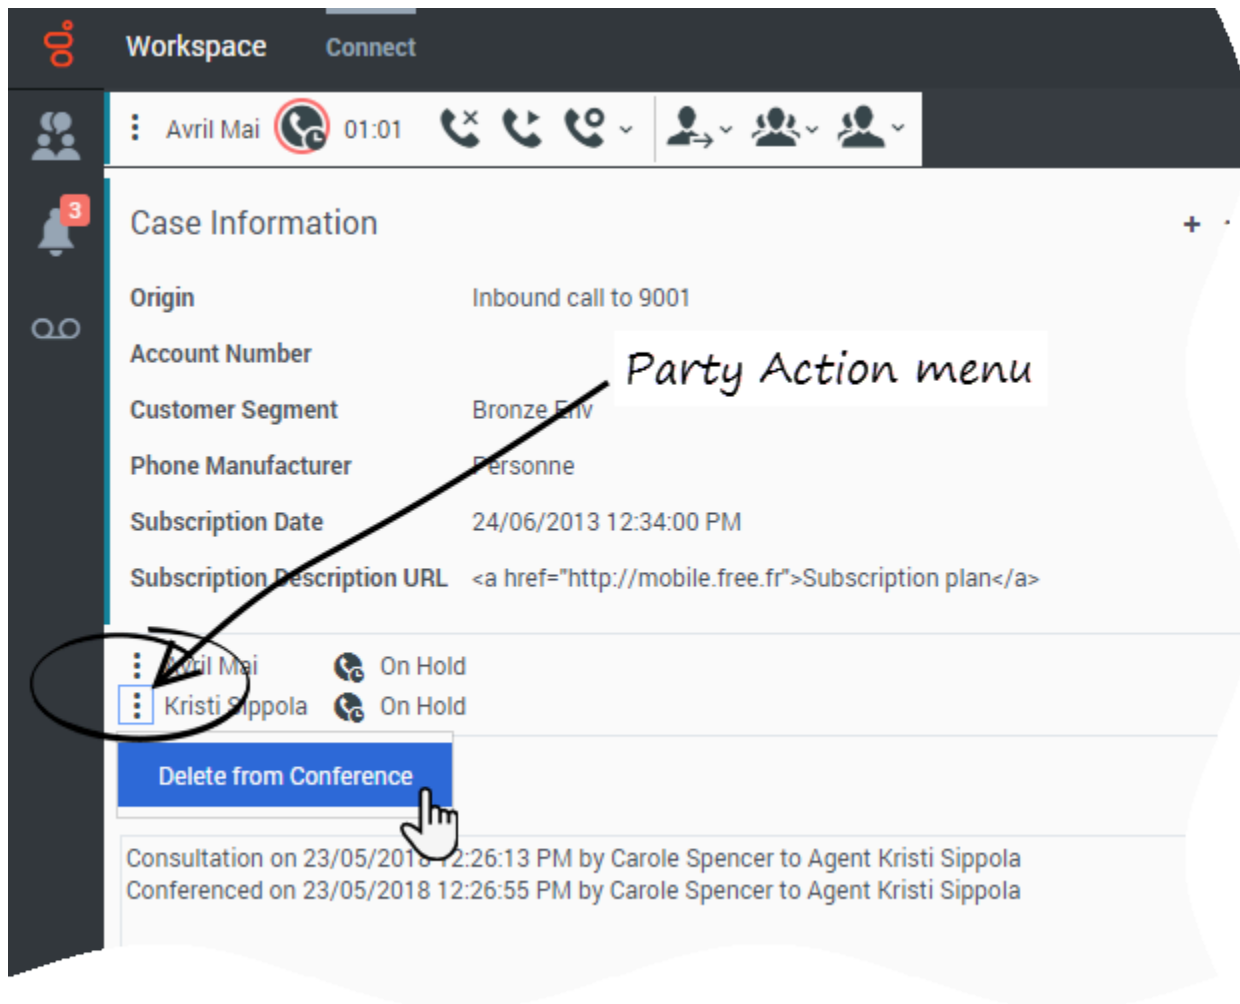 Workspace Connect
Avril Mai 01:01
3
Case Information
Origin Inbound call to 9001
Account Number
Party Action menu
Customer Segment Bronze Env
Phone Manufacturer Personne
Subscription Date 24/06/2013 12:34:00 PM
Subscription Description URL <a href="http://mobile.free.fr">Subscription plan</a>
Avril Mai On Hold
Kristi Sippola On Hold
Delete from Conference
Consultation on 23/05/2018 12:26:13 PM by Carole Spencer to Agent Kristi Sippola
Conferenced on 23/05/2018 12:26:55 PM by Carole Spencer to Agent Kristi Sippola